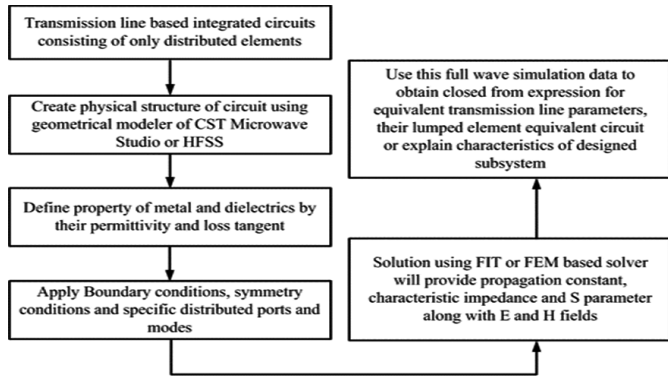 Transmission line based integrated circuits
consisting of only distributed elements
Create physical structure of circuit using
geometrical modeler of CST Microwave
Studio or HFSS
Define property of metal and dielectrics by
their permittivity and loss tangent
Apply Boundary conditions, symmetry
conditions and specific distributed ports and
modes
Solution using FIT or FEM based solver
will provide propagation constant,
characteristic impedance and S parameter
along with E and H fields
Use this full wave simulation data to
obtain closed from expression for
equivalent transmission line parameters,
their lumped element equivalent circuit
or explain characteristics of designed
subsystem